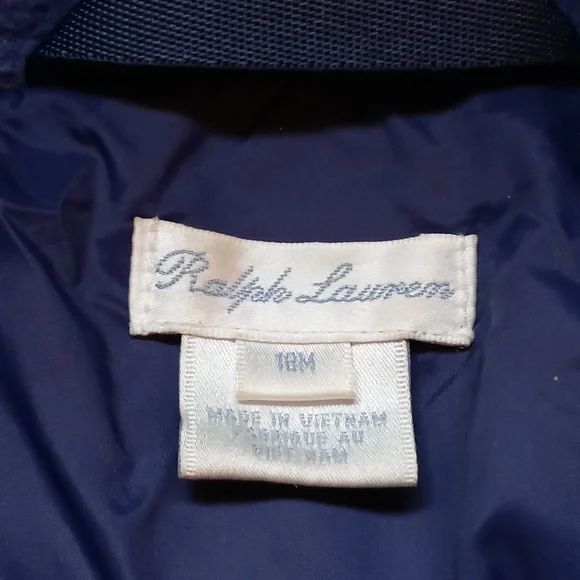 Ralph Lauren
18M
MADE IN VIETNAM
FABRIQUE AU
VIET NAM